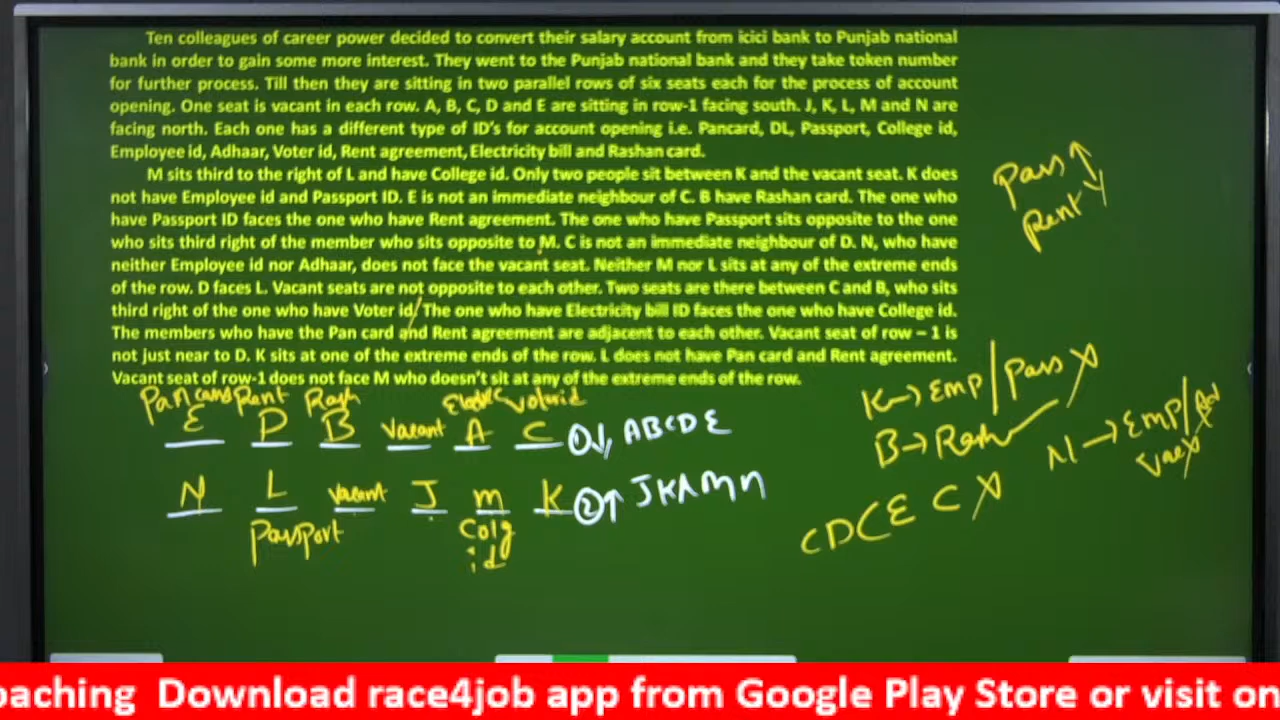 Ten colleagues of career power decided to convert their salary account from icici bank to Punjab national
bank in order to gain some more interest. They went to the Punjab national bank and they take token number
for further process. Till then they are sitting in two parallel rows of six seats each for the process of account
opening. One seat is vacant in each row. A, B, C, D and E are sitting in row-1 facing south. J, K, L, M and N are
facing north. Each one has a different type of ID's for account opening i.e. Pancard, DL, Passport, College id,
Employee id, Adhaar, Voter id, Rent agreement, Electricity bill and Rashan card.
M sits third to the right of L and have College id. Only two people sit between K and the vacant seat. K does
not have Employee id and Passport ID. E is not an immediate neighbour of C. B have Rashan card. The one who
have Passport ID faces the one who have Rent agreement. The one who have Passport sits opposite to the one
who sits third right of the member who sits opposite to M. C is not an immediate neighbour of D. N, who have
neither Employee id nor Adhaar, does not face the vacant seat. Neither M nor L sits at any of the extreme ends
of the row. D faces L. Vacant seats are not opposite to each other. Two seats are there between C and B, who sits
third right of the one who have Voter id. The one who have Electricity bill ID faces the one who have College id.
The members who have the Pan card and Rent agreement are adjacent to each other. Vacant seat of row – 1 is
not just near to D. K sits at one of the extreme ends of the row. L does not have Pan card and Rent agreement.
Vacant seat of row-1 does not face M who doesn't sit at any of the extreme ends of the row.
Pass ↑
Rent
Pan card Rent Rash Voterid
E D B Vacant A C ① ↓ ABCDE
N L Vacant J M K ② ↑ JKLMN
Passport Colg
id
K → Emp/Pass X
B → Rash
N → Emp/
CD CE C X
oaching Download race4job app from Google Play Store or visit on